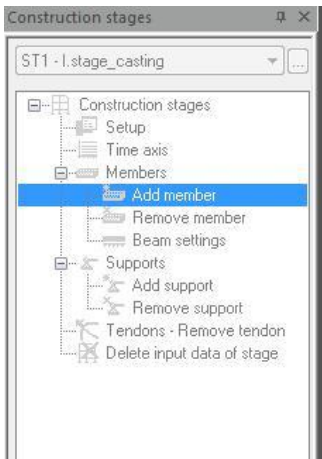 Construction stages
ST1 - I.stage_casting
...
Construction stages
Setup
Time axis
Members
Add member
Remove member
Beam settings
Supports
Add support
Remove support
Tendons - Remove tendon
Delete input data of stage